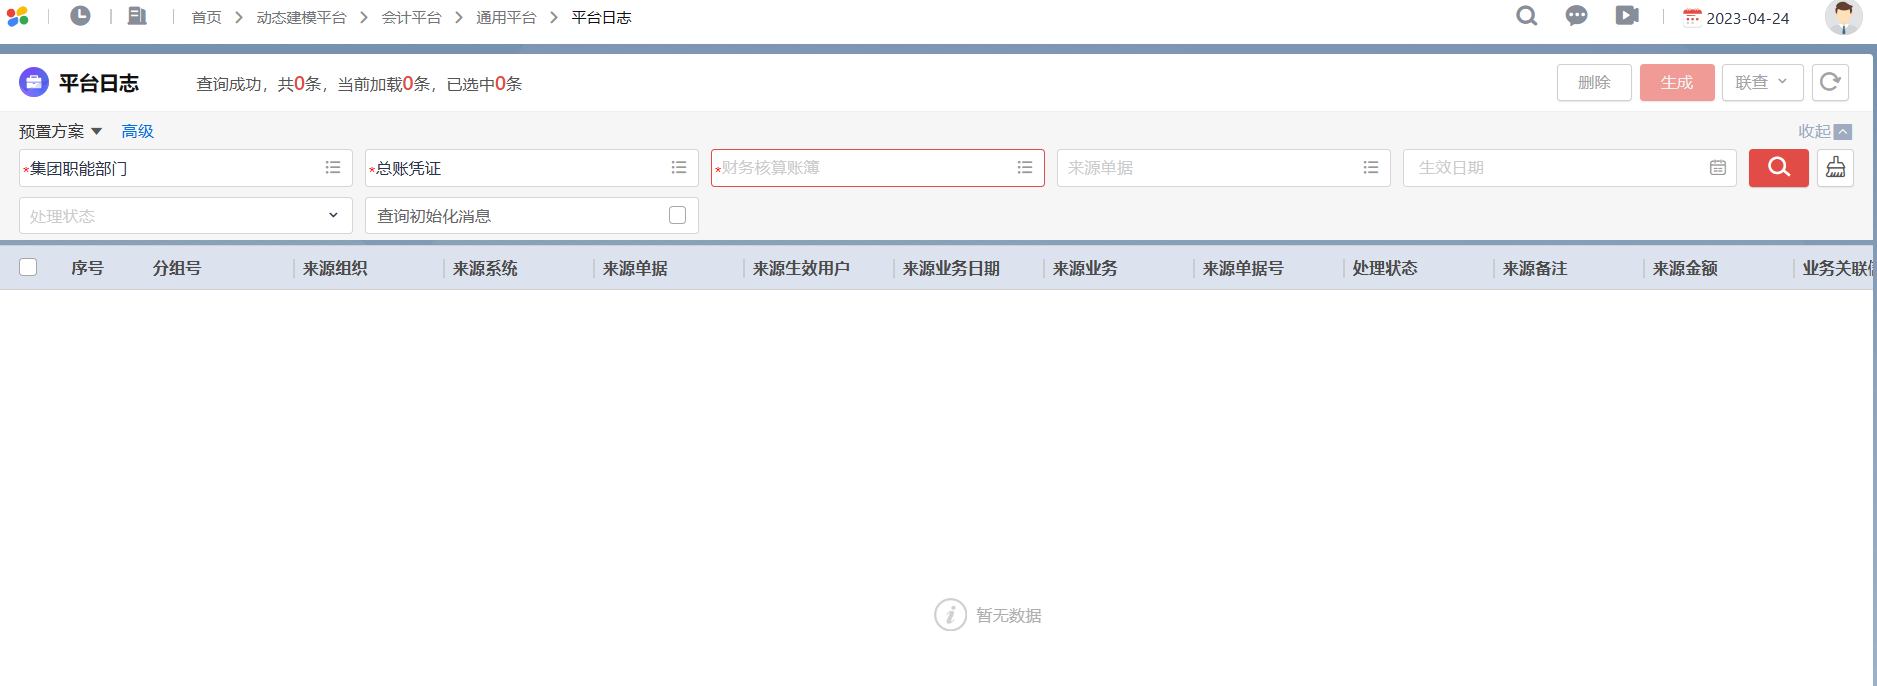 首页 动态建模平台 会计平台 通用平台 平台日志 2023-04-24
平台日志 查询成功，共0条，当前加载0条，已选中0条 删除 生成 联查
预置方案 高级 收起
*集团职能部门 *总账凭证 *财务核算账簿 来源单据 生效日期
处理状态 查询初始化消息
序号 分组号 来源组织 来源系统 来源单据 来源生效用户 来源业务日期 来源业务 来源单据号 处理状态 来源备注 来源金额 业务关联
暂无数据